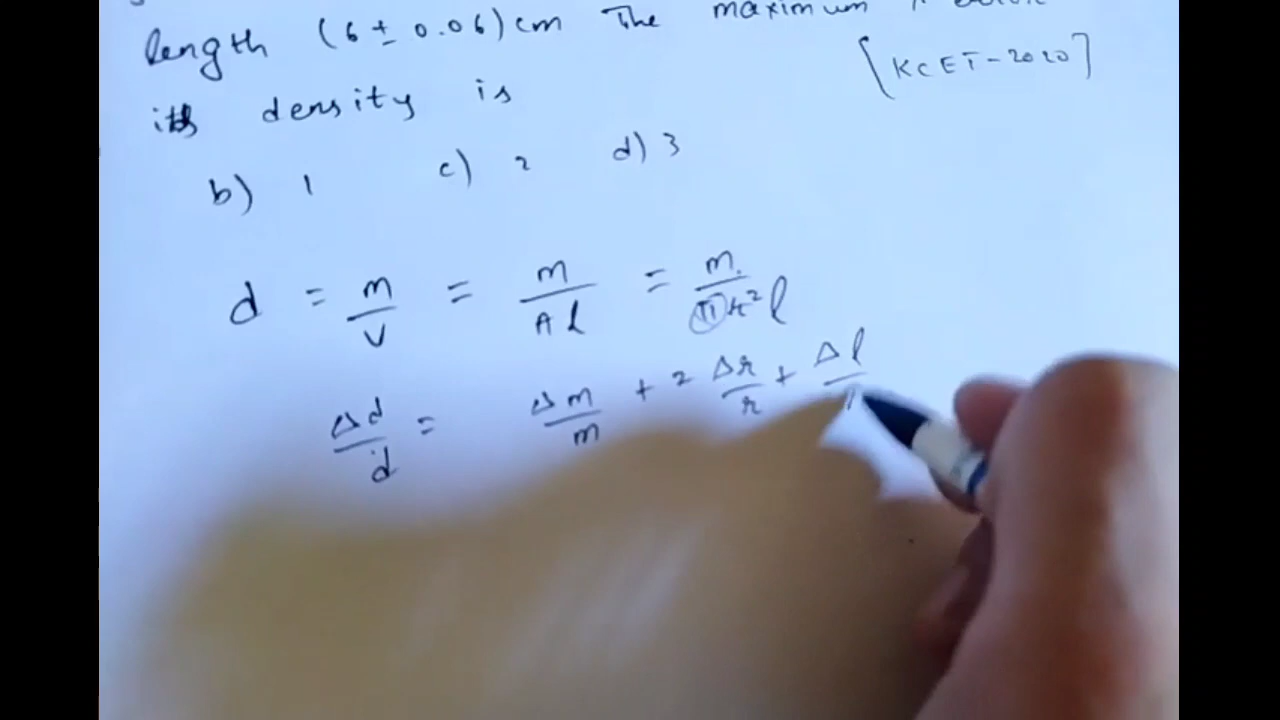 length (6 ± 0.06) cm The maximum
[KCET-2020]
its density is
b) 1 c) 2 d) 3
d = m/V = m/Al = m/πr²l
Δd/d = Δm/m + 2 Δr/r + Δl/l